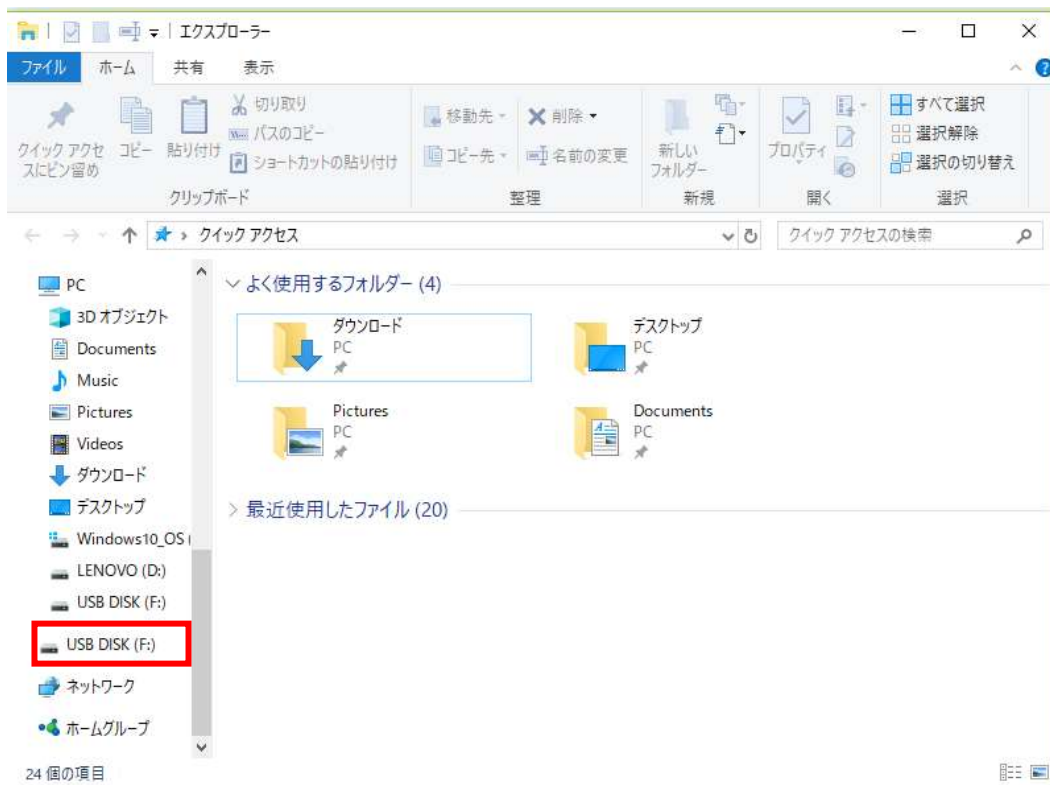 エクスプローラー
ファイル ホーム 共有 表示
クイック アクセスにピン留め
コピー
貼り付け
切り取り
パスのコピー
ショートカットの貼り付け
クリップボード
移動先
コピー先
削除
名前の変更
整理
新しい
フォルダー
新規
プロパティ
開く
すべて選択
選択解除
選択の切り替え
選択
クイック アクセス
クイック アクセスの検索
PC
3D オブジェクト
Documents
Music
Pictures
Videos
ダウンロード
デスクトップ
Windows10_OS (
LENOVO (D:)
USB DISK (F:)
USB DISK (F:)
ネットワーク
ホームグループ
よく使用するフォルダー (4)
ダウンロード
PC
デスクトップ
PC
Pictures
PC
Documents
PC
最近使用したファイル (20)
24 個の項目